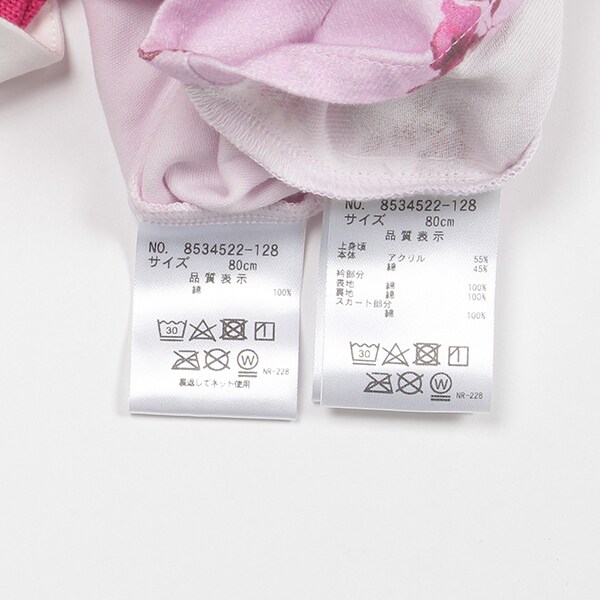 NO. 8534522-128
サイズ 80cm
品質表示
綿 100%
30
W
NR-228
裏返してネット使用
NO. 8534522-128
サイズ 80cm
品質表示
上身頃
本体 アクリル 55%
綿 45%
衿部分
表地 綿 100%
裏地 綿 100%
スカート部分
綿 100%
30
W
NR-228